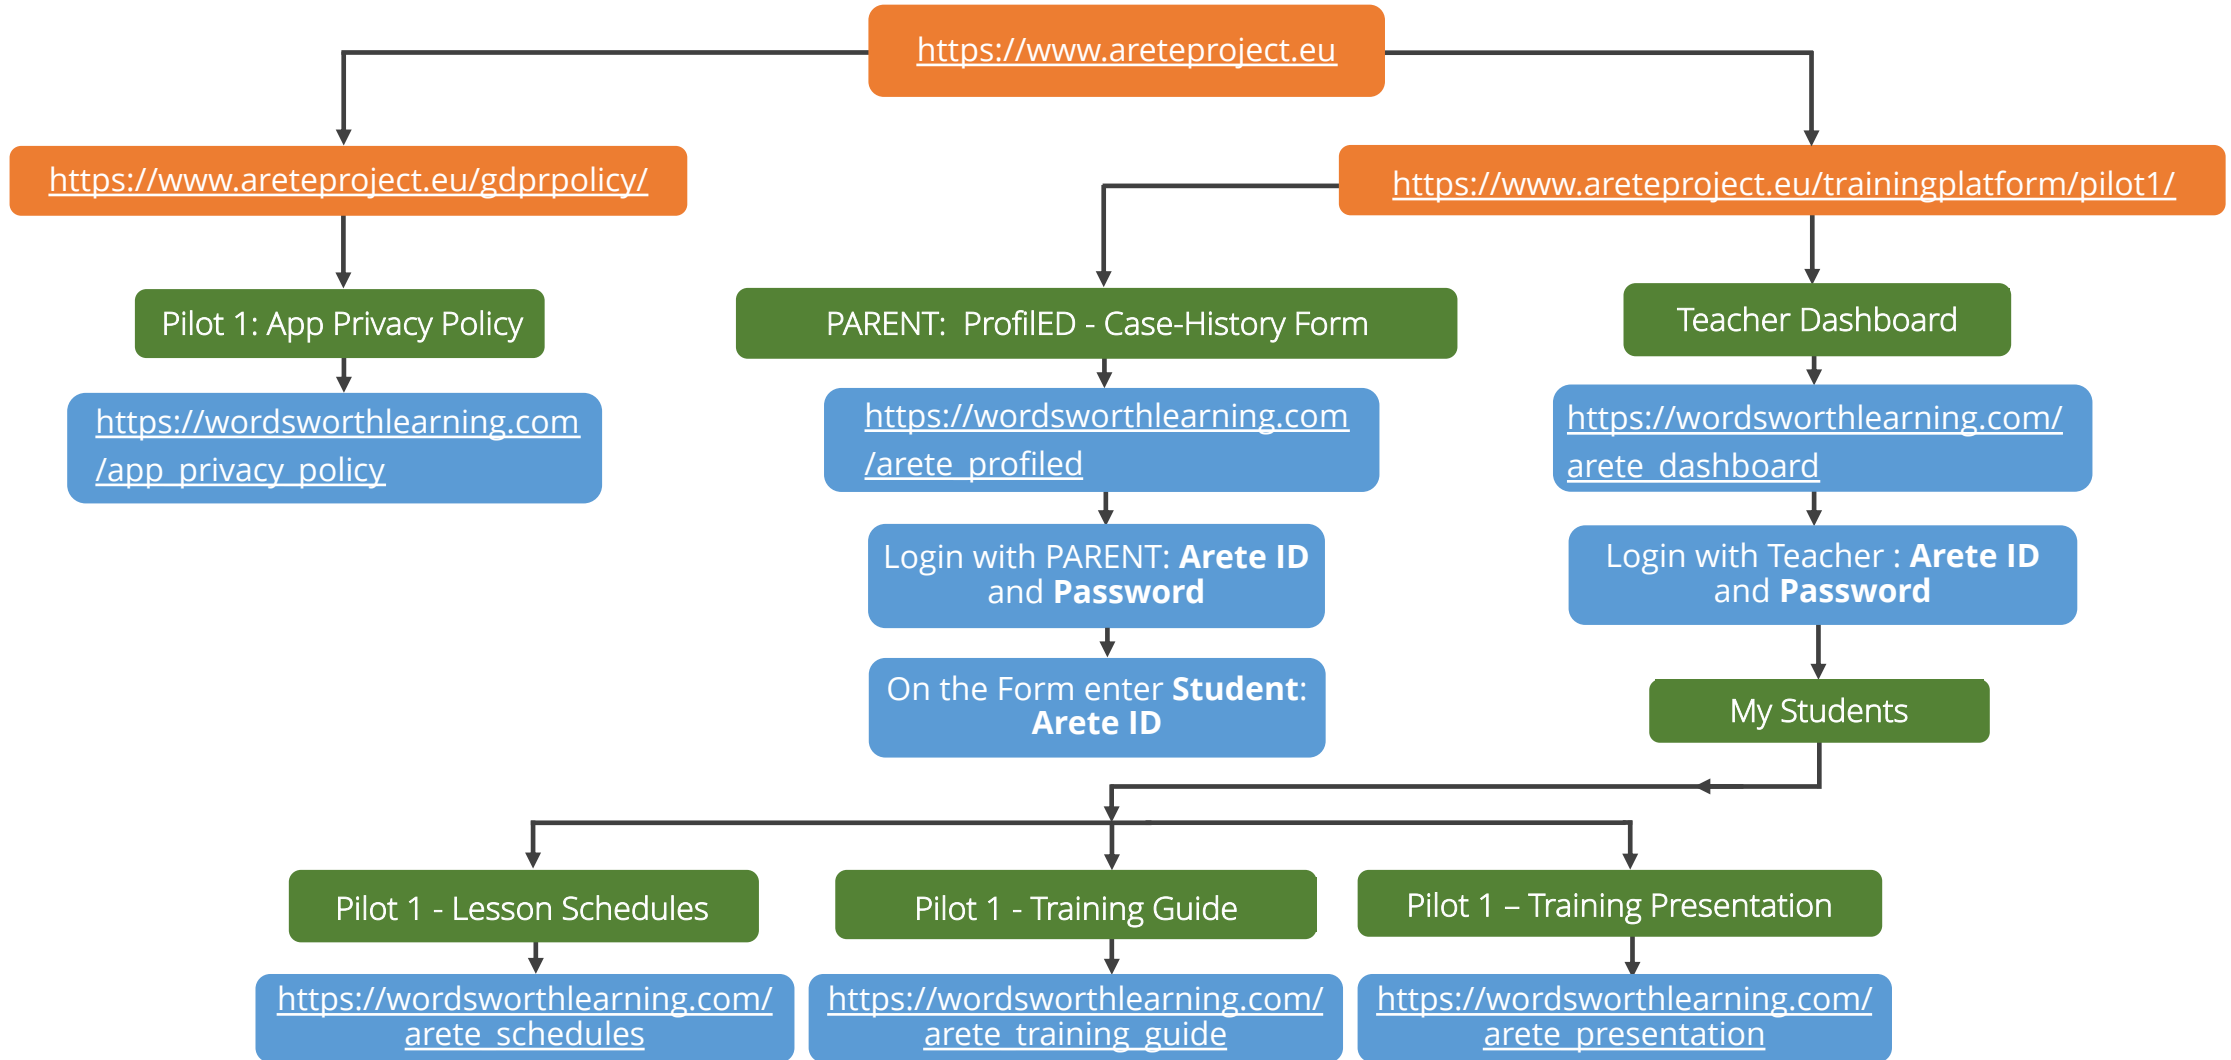 https://www.areteproject.eu
https://www.areteproject.eu/gdprpolicy/
https://www.areteproject.eu/trainingplatform/pilot1/
Pilot 1: App Privacy Policy
PARENT:  ProfilED - Case-History Form
Teacher Dashboard
https://wordsworthlearning.com
/app_privacy_policy
https://wordsworthlearning.com
/arete_profiled
https://wordsworthlearning.com/
arete_dashboard
Login with PARENT: Arete ID
and Password
Login with Teacher : Arete ID
and Password
On the Form enter Student:
Arete ID
My Students
Pilot 1 - Lesson Schedules
Pilot 1 - Training Guide
Pilot 1 – Training Presentation
https://wordsworthlearning.com/
arete_schedules
https://wordsworthlearning.com/
arete_training_guide
https://wordsworthlearning.com/
arete_presentation